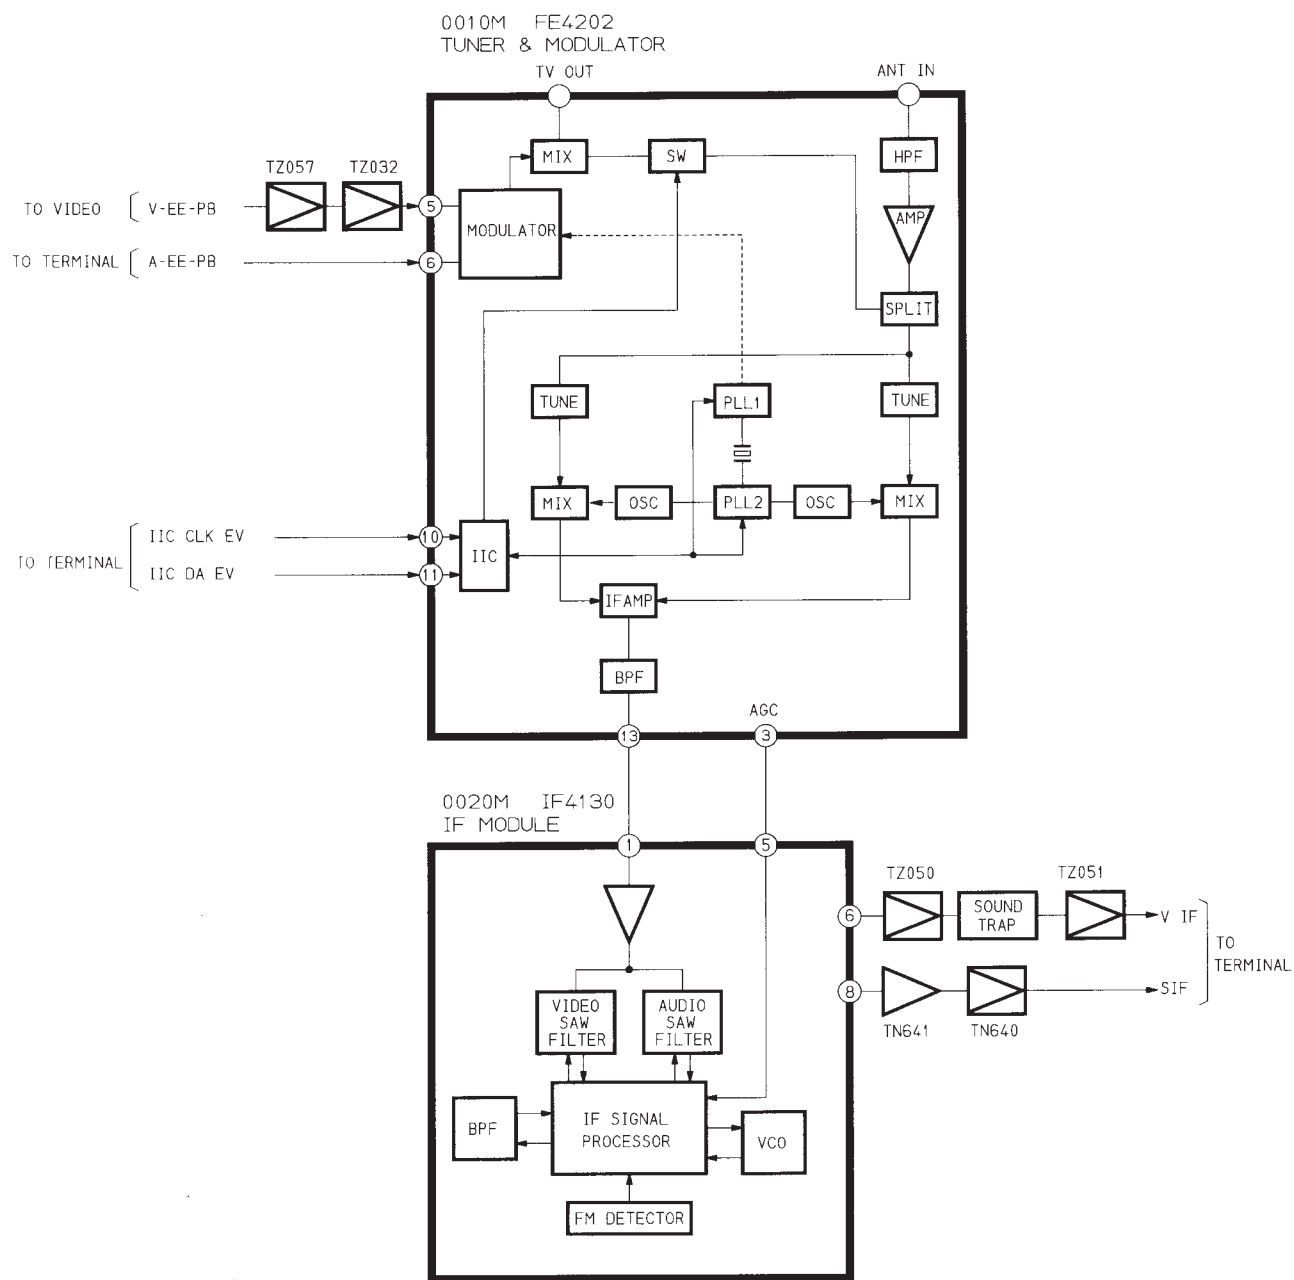 0010M FE4202
TUNER & MODULATOR
TV OUT
ANT IN
MIX
SW
HPF
TZ057
TZ032
TO VIDEO
V-EE-PB
5
MODULATOR
AMP
TO TERMINAL
A-EE-PB
6
SPLIT
TUNE
PLL1
TUNE
MIX
OSC
PLL2
OSC
MIX
TO TERMINAL
IIC CLK EV
10
IIC
IIC DA EV
11
IFAMP
BPF
AGC
13
3
0020M IF4130
IF MODULE
1
5
TZ050
TZ051
6
SOUND
TRAP
V IF
TO
TERMINAL
8
SIF
TN641
TN640
VIDEO
SAW
FILTER
AUDIO
SAW
FILTER
BPF
IF SIGNAL
PROCESSOR
VCO
FM DETECTOR